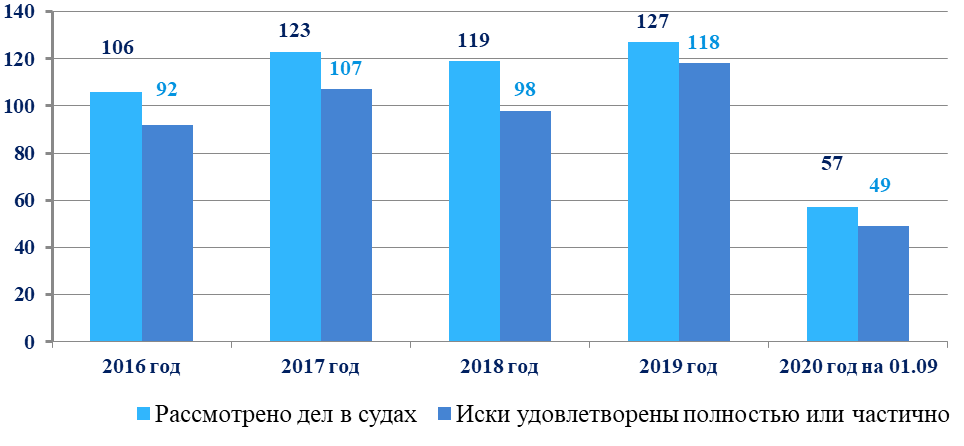 140
120
100
80
60
40
20
0
106
92
123
107
119
98
127
118
57
49
2016 год
2017 год
2018 год
2019 год
2020 год на 01.09
Рассмотрено дел в судах
Иски удовлетворены полностью или частично